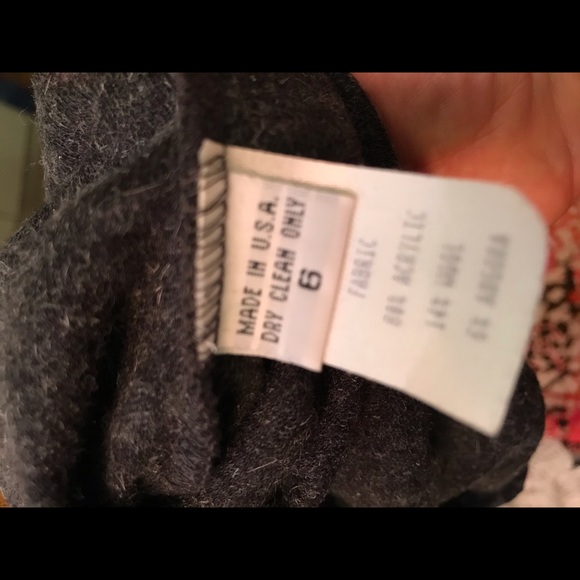 MADE IN U.S.A.
DRY CLEAN ONLY
6
FABRIC
80% ACRYLIC
14% WOOL
6% ANGORA